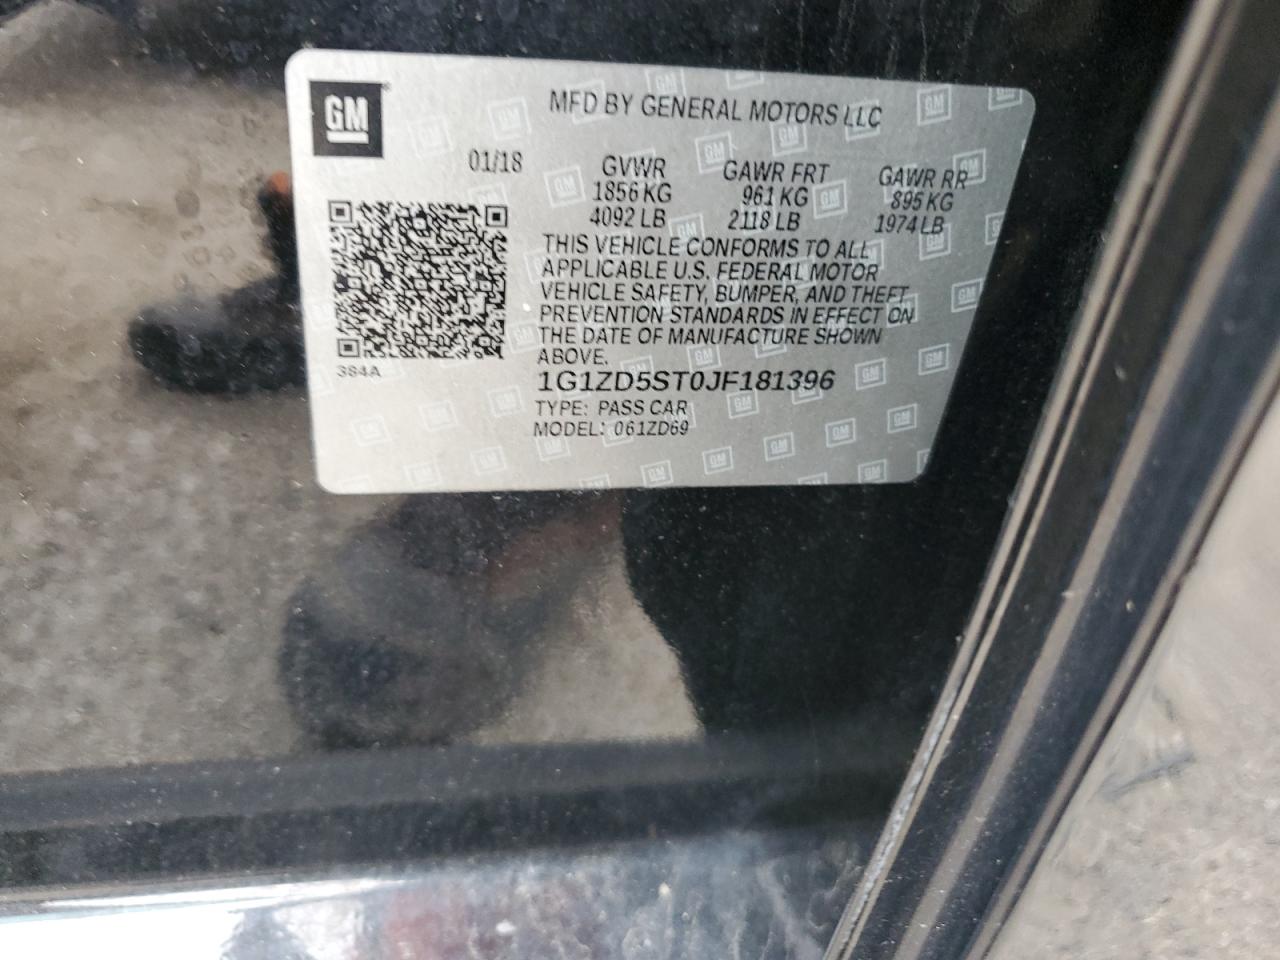 GM
MFD BY GENERAL MOTORS LLC
01/18 GVWR GAWR FRT GAWR RR
1856 KG 961 KG 895 KG
4092 LB 2118 LB 1974 LB
THIS VEHICLE CONFORMS TO ALL
APPLICABLE U.S. FEDERAL MOTOR
VEHICLE SAFETY, BUMPER, AND THEFT
PREVENTION STANDARDS IN EFFECT ON
THE DATE OF MANUFACTURE SHOWN
ABOVE.
384A
1G1ZD5ST0JF181396
TYPE: PASS CAR
MODEL: 061ZD69